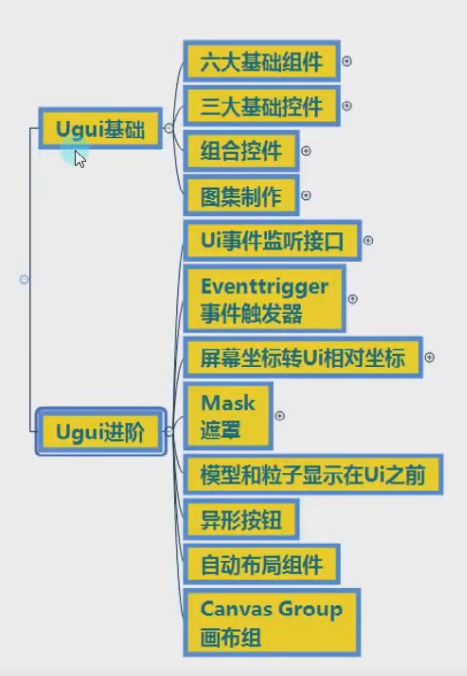 Ugui基础
六大基础组件
三大基础控件
组合控件
图集制作
Ugui进阶
Ui事件监听接口
Eventtrigger
事件触发器
屏幕坐标转Ui相对坐标
Mask
遮罩
模型和粒子显示在Ui之前
异形按钮
自动布局组件
Canvas Group
画布组